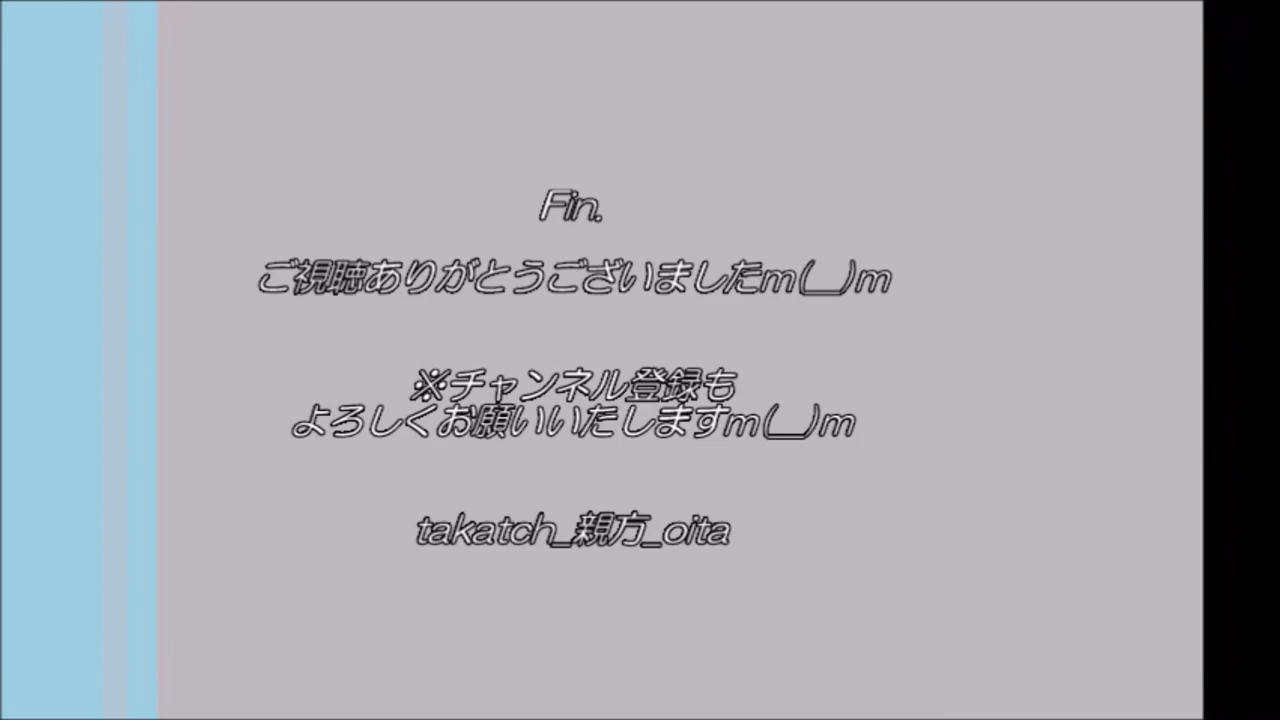 Fin.
ご視聴ありがとうございましたm(__)m
※チャンネル登録も
よろしくお願いいたしますm(__)m
takatch_親方_oita